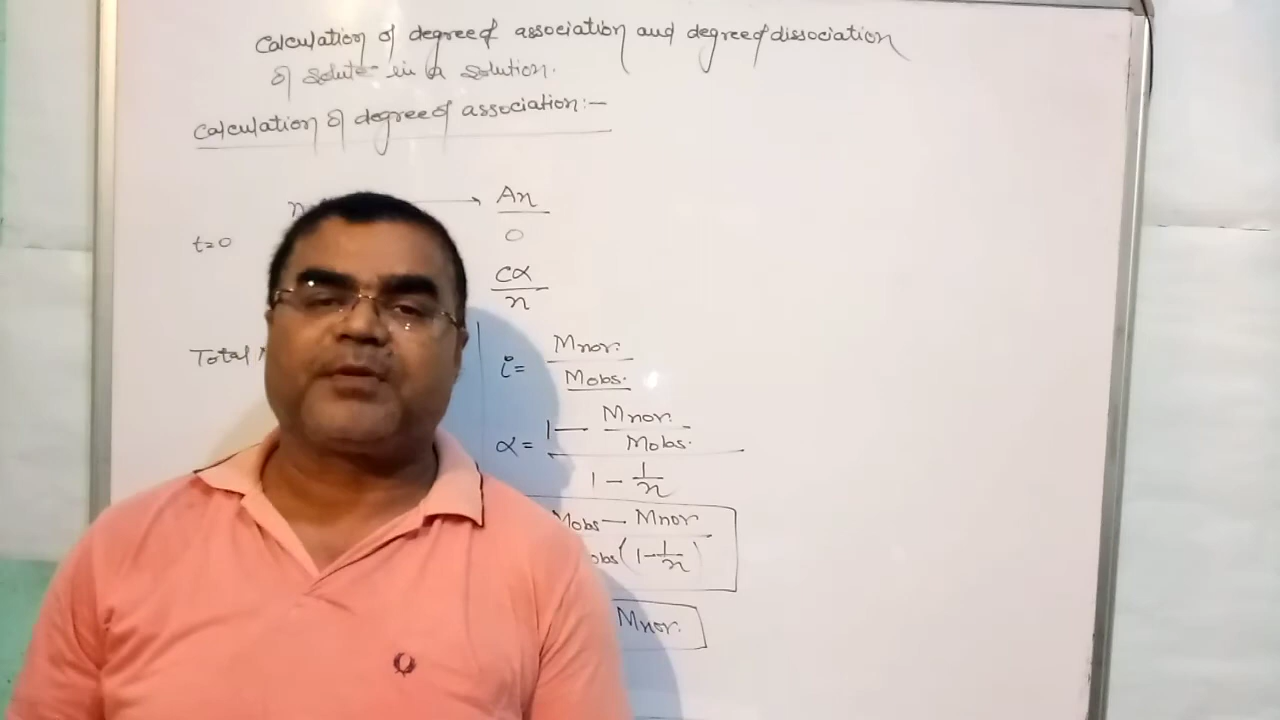 Calculation of degree of association and degree of dissociation
of solute in a solution.
Calculation of degree of association:-
n → An
t=0 0
Cα/n
Total
i= Mnor./Mobs.
α= 1 — Mnor./Mobs. / 1 - 1/n
Mobs — Mnor / obs(1-1/n)
Mnor.